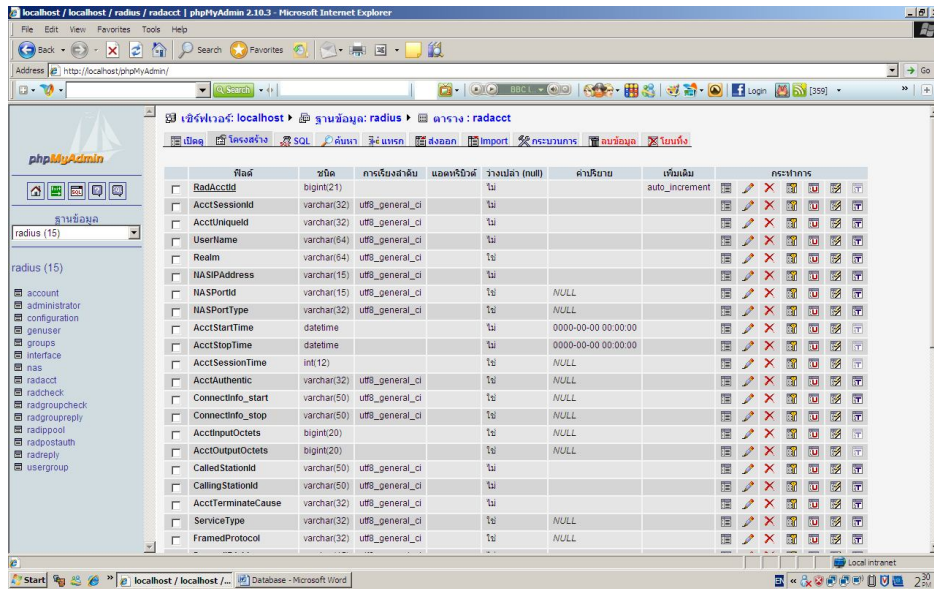 localhost / localhost / radius / radacct | phpMyAdmin 2.10.3 - Microsoft Internet Explorer
File Edit View Favorites Tools Help
Back Search Favorites
Address http://localhost/phpMyAdmin/ Go
Search BBC Login [359]
phpMyAdmin
ฐานข้อมูล
radius (15)
radius (15)
account
administrator
configuration
genuser
groups
interface
nas
radacct
radcheck
radgroupcheck
radgroupreply
radippool
radpostauth
radreply
usergroup
เซิร์ฟเวอร์: localhost ฐานข้อมูล: radius ตาราง : radacct
เปิดดู โครงสร้าง SQL ค้นหา แทรก ส่งออก Import กระบวนการ ลบข้อมูล โยนทิ้ง
ฟิลด์ ชนิด การเรียงลำดับ แอตทริบิวต์ ว่างเปล่า (null) ค่าปริยาย เพิ่มเติม กระทำการ
RadAcctId bigint(21) ไม่ auto_increment
AcctSessionId varchar(32) utf8_general_ci ไม่
AcctUniqueId varchar(32) utf8_general_ci ไม่
UserName varchar(64) utf8_general_ci ไม่
Realm varchar(64) utf8_general_ci ใช่
NASIPAddress varchar(15) utf8_general_ci ไม่
NASPortId varchar(15) utf8_general_ci ใช่ NULL
NASPortType varchar(32) utf8_general_ci ใช่ NULL
AcctStartTime datetime ไม่ 0000-00-00 00:00:00
AcctStopTime datetime ไม่ 0000-00-00 00:00:00
AcctSessionTime int(12) ใช่ NULL
AcctAuthentic varchar(32) utf8_general_ci ใช่ NULL
ConnectInfo_start varchar(50) utf8_general_ci ใช่ NULL
ConnectInfo_stop varchar(50) utf8_general_ci ใช่ NULL
AcctInputOctets bigint(20) ใช่ NULL
AcctOutputOctets bigint(20) ใช่ NULL
CalledStationId varchar(50) utf8_general_ci ไม่
CallingStationId varchar(50) utf8_general_ci ไม่
AcctTerminateCause varchar(32) utf8_general_ci ไม่
ServiceType varchar(32) utf8_general_ci ใช่ NULL
FramedProtocol varchar(32) utf8_general_ci ใช่ NULL
Local intranet
Start localhost / localhost /... Database - Microsoft Word EN 2:30 PM